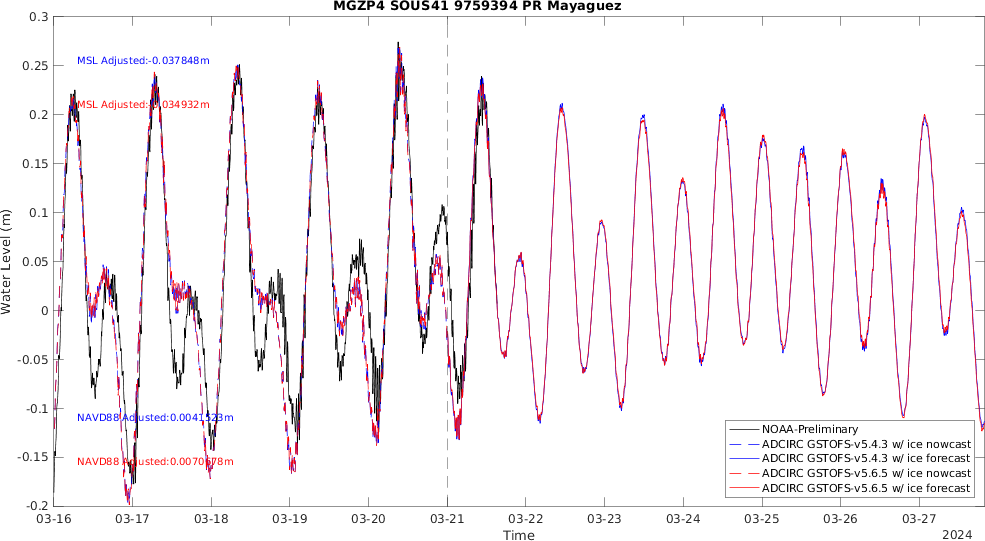 MGZP4 SOUS41 9759394 PR Mayaguez
0.3
0.25
0.2
0.15
0.1
0.05
0
-0.05
-0.1
-0.15
-0.2
Water Level (m)
MSL Adjusted:-0.037848m
MSL Adjusted:-0.034932m
NAVD88 Adjusted:0.0041523m
NAVD88 Adjusted:0.0070678m
NOAA-Preliminary
ADCIRC GSTOFS-v5.4.3 w/ ice nowcast
ADCIRC GSTOFS-v5.4.3 w/ ice forecast
ADCIRC GSTOFS-v5.6.5 w/ ice nowcast
ADCIRC GSTOFS-v5.6.5 w/ ice forecast
03-16 03-17 03-18 03-19 03-20 03-21 03-22 03-23 03-24 03-25 03-26 03-27
Time
2024